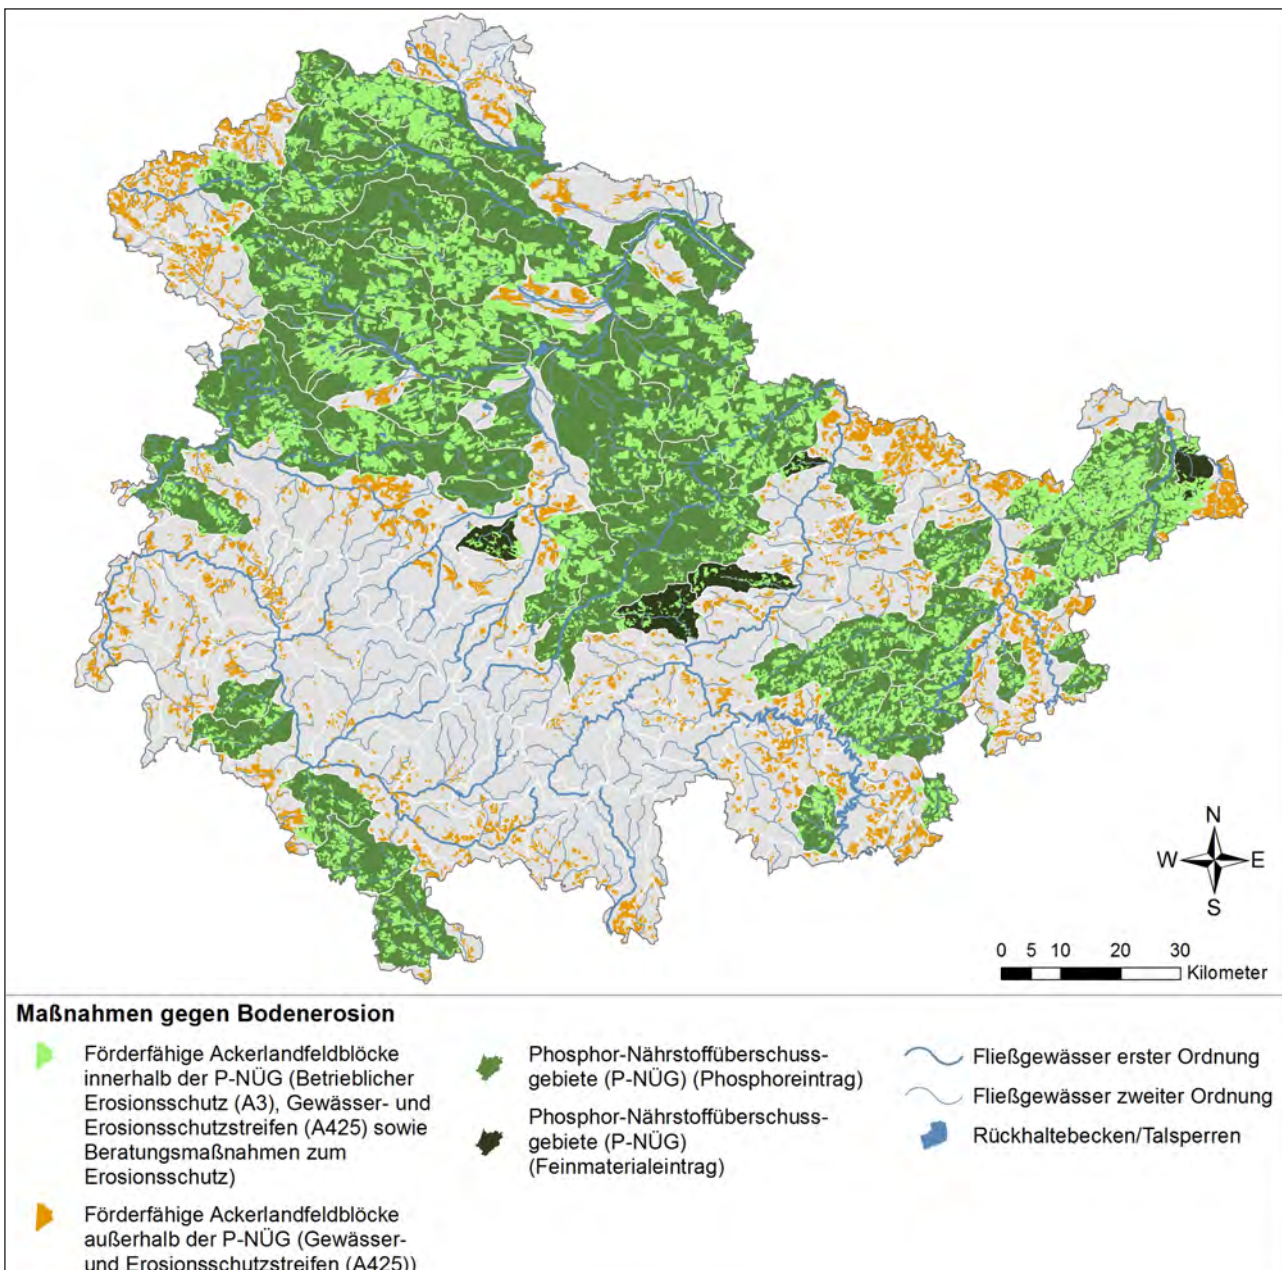 N
W
E
S
0 5 10 20 30
Kilometer
Maßnahmen gegen Bodenerosion
Förderfähige Ackerlandfeldblöcke
innerhalb der P-NÜG (Betrieblicher
Erosionsschutz (A3), Gewässer- und
Erosionsschutzstreifen (A425) sowie
Beratungsmaßnahmen zum
Erosionsschutz)
Förderfähige Ackerlandfeldblöcke
außerhalb der P-NÜG (Gewässer-
und Erosionsschutzstreifen (A425))
Phosphor-Nährstoffüberschuss-
gebiete (P-NÜG) (Phosphoreintrag)
Phosphor-Nährstoffüberschuss-
gebiete (P-NÜG)
(Feinmaterialeintrag)
Fließgewässer erster Ordnung
Fließgewässer zweiter Ordnung
Rückhaltebecken/Talsperren